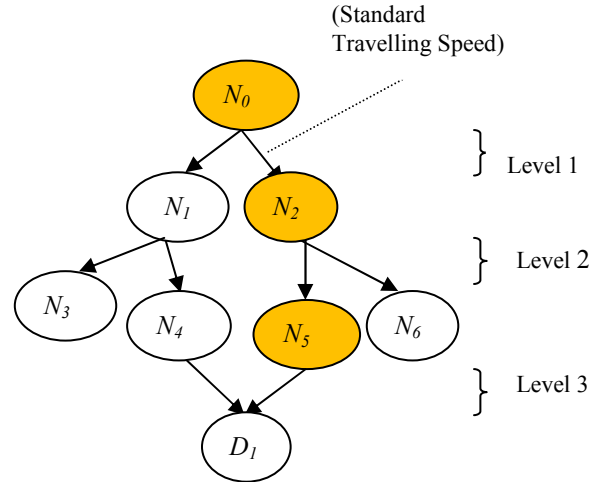 (Standard
Travelling Speed)
N0
Level 1
N1
N2
Level 2
N3
N4
N5
N6
Level 3
D1